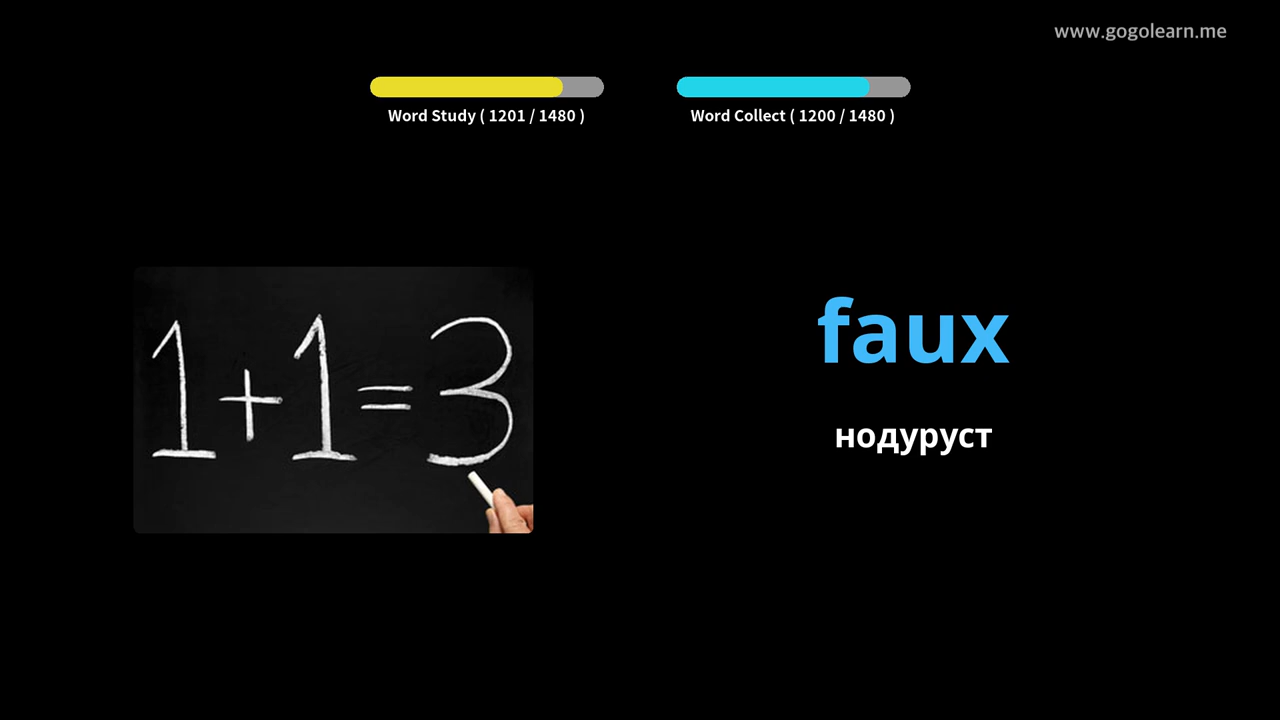 www.gogolearn.me
Word Study ( 1201 / 1480 )
Word Collect ( 1200 / 1480 )
1+1=3
faux
нодуруст